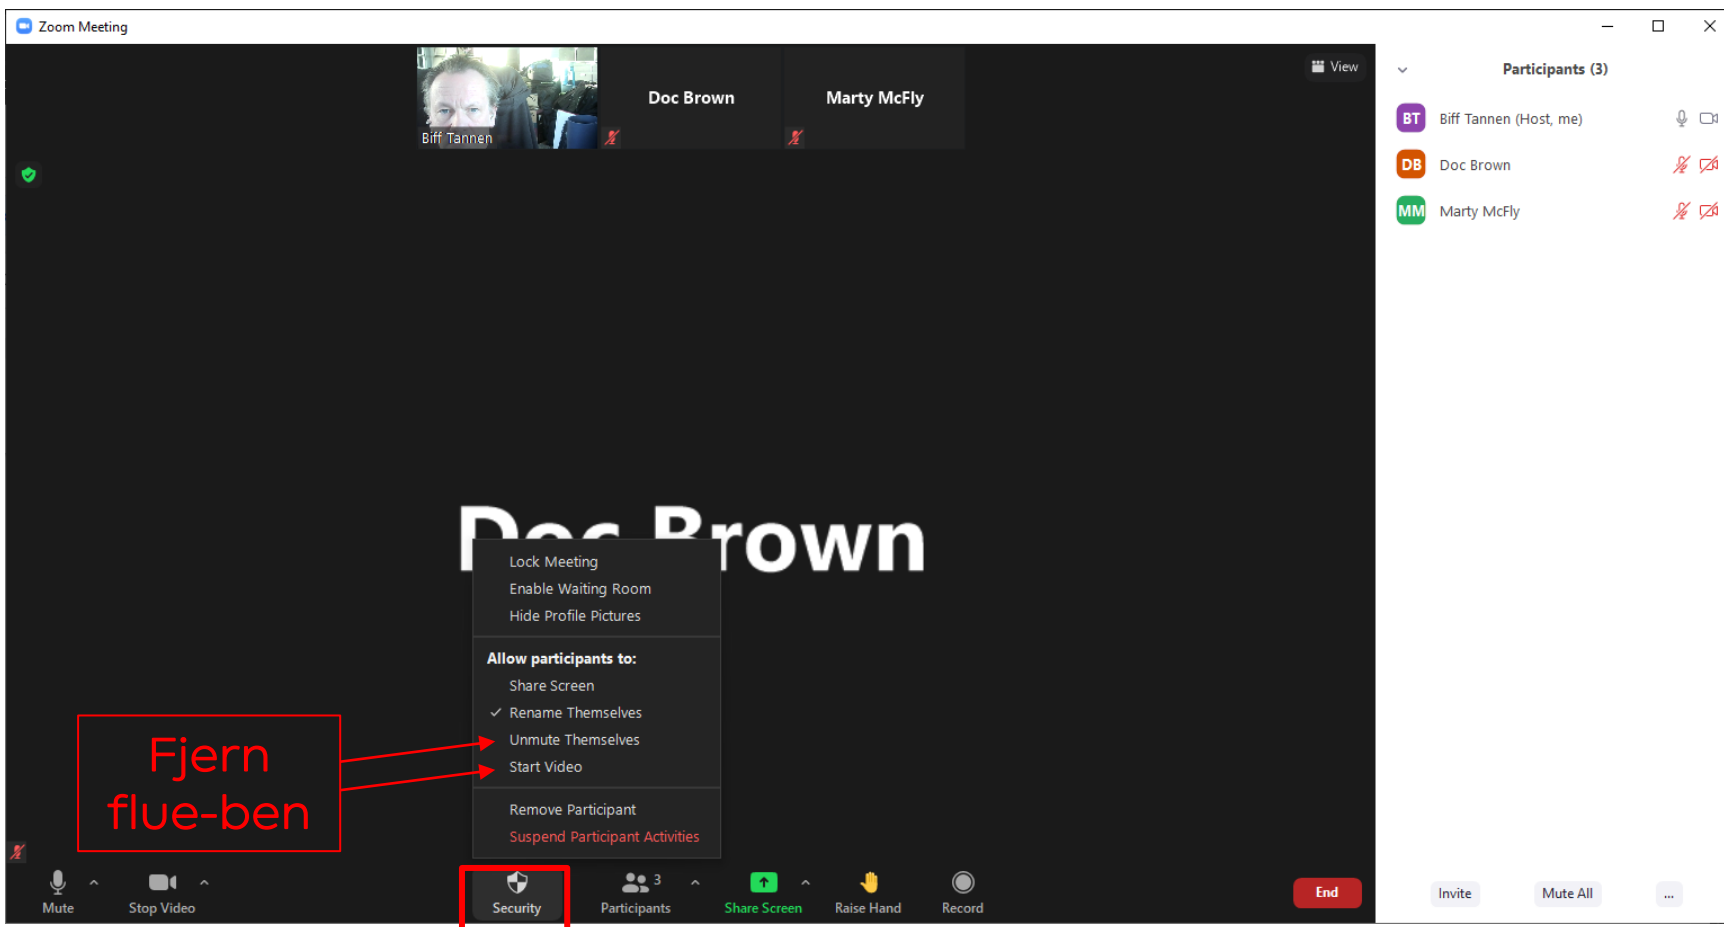 Zoom Meeting
Biff Tannen
Doc Brown
Marty McFly
View
Participants (3)
BT Biff Tannen (Host, me)
DB Doc Brown
MM Marty McFly
Doc Brown
Lock Meeting
Enable Waiting Room
Hide Profile Pictures
Allow participants to:
Share Screen
Rename Themselves
Unmute Themselves
Start Video
Remove Participant
Suspend Participant Activities
Fjern
flue-ben
Mute
Stop Video
Security
3
Participants
Share Screen
Raise Hand
Record
End
Invite
Mute All
...